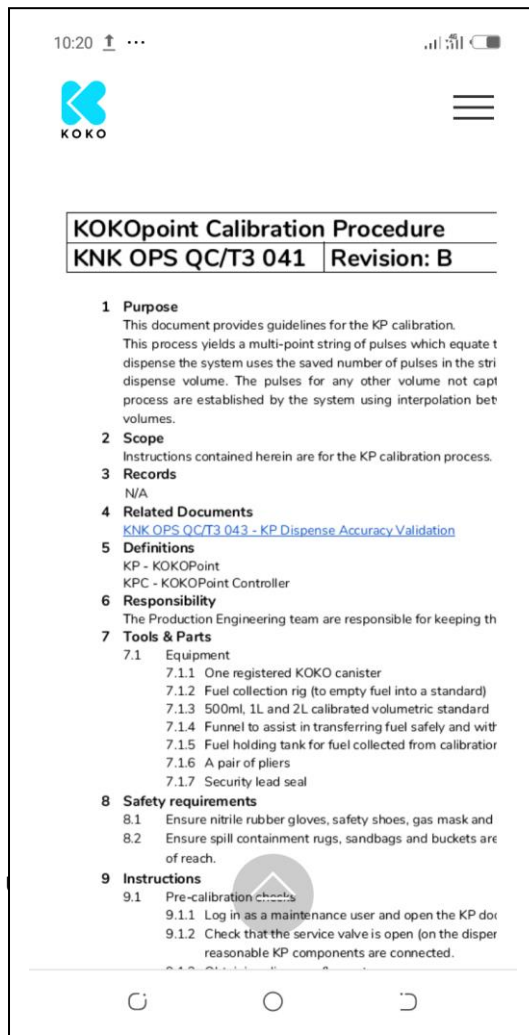 10:20
KOKO
KOKOpoint Calibration Procedure
KNK OPS QC/T3 041 Revision: B
1 Purpose
This document provides guidelines for the KP calibration.
This process yields a multi-point string of pulses which equate t
dispense the system uses the saved number of pulses in the stri
dispense volume. The pulses for any other volume not capt
process are established by the system using interpolation bet
volumes.
2 Scope
Instructions contained herein are for the KP calibration process.
3 Records
N/A
4 Related Documents
KNK OPS QC/T3 043 - KP Dispense Accuracy Validation
5 Definitions
KP - KOKOPoint
KPC - KOKOPoint Controller
6 Responsibility
The Production Engineering team are responsible for keeping th
7 Tools & Parts
7.1 Equipment
7.1.1 One registered KOKO canister
7.1.2 Fuel collection rig (to empty fuel into a standard)
7.1.3 500ml, 1L and 2L calibrated volumetric standard
7.1.4 Funnel to assist in transferring fuel safely and with
7.1.5 Fuel holding tank for fuel collected from calibration
7.1.6 A pair of pliers
7.1.7 Security lead seal
8 Safety requirements
8.1 Ensure nitrile rubber gloves, safety shoes, gas mask and
8.2 Ensure spill containment rugs, sandbags and buckets are
of reach.
9 Instructions
9.1 Pre-calibration checks
9.1.1 Log in as a maintenance user and open the KP doc
9.1.2 Check that the service valve is open (on the disper
reasonable KP components are connected.